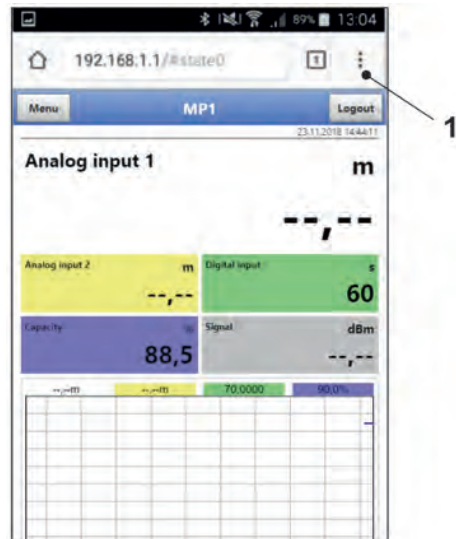 89% 13:04
192.168.1.1/#state0 1
Menu MP1 Logout
23.11.2018 14:44:11
1
Analog input 1 m
--,--
Analog input 2 m Digital input s
--,-- 60
Capacity % Signal dBm
88,5 --,--
--,--m --,--m 70,0000 90,0%